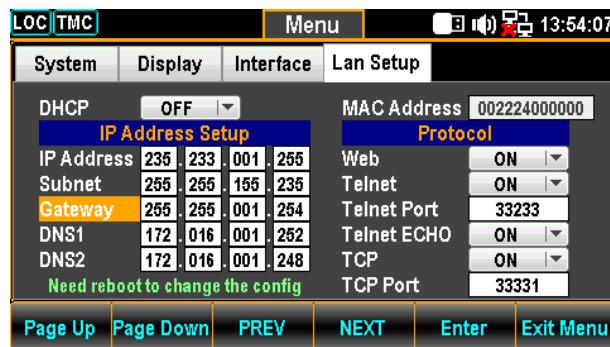 LOC TMC Menu 13:54:07
System Display Interface Lan Setup
DHCP OFF MAC Address 002224000000
IP Address Setup Protocol
IP Address 235 . 233 . 001 . 255 Web ON
Subnet 255 . 255 . 155 . 235 Telnet ON
Gateway 255 . 255 . 001 . 254 Telnet Port 33233
DNS1 172 . 016 . 001 . 252 Telnet ECHO ON
DNS2 172 . 016 . 001 . 248 TCP ON
Need reboot to change the config TCP Port 33331
Page Up Page Down PREV NEXT Enter Exit Menu